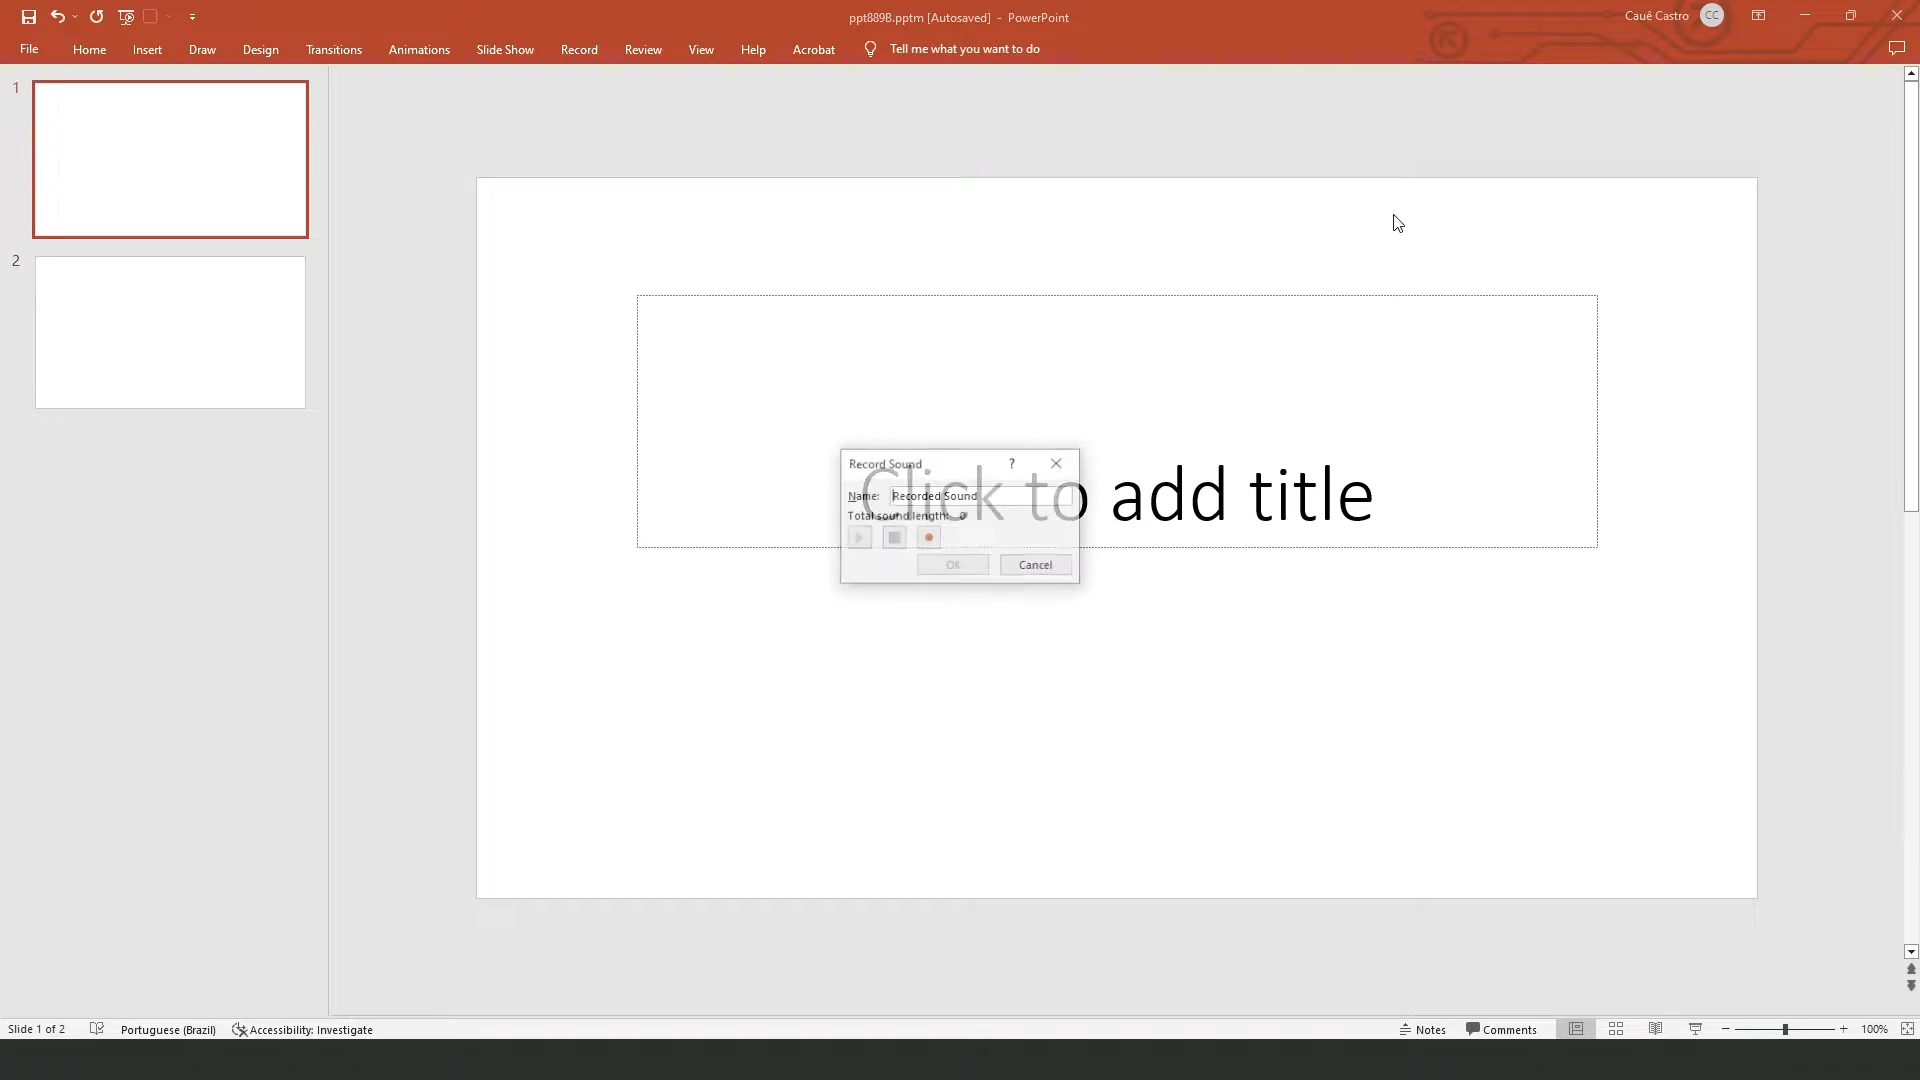 ppt889B.pptm [Autosaved] - PowerPoint
Cauê Castro
CC
File
Home
Insert
Draw
Design
Transitions
Animations
Slide Show
Record
Review
View
Help
Acrobat
Tell me what you want to do
1
2
Click to add title
Record Sound
?
Name: Recorded Sound
Total sound length: 0
OK
Cancel
Slide 1 of 2
Portuguese (Brazil)
Accessibility: Investigate
Notes
Comments
100%